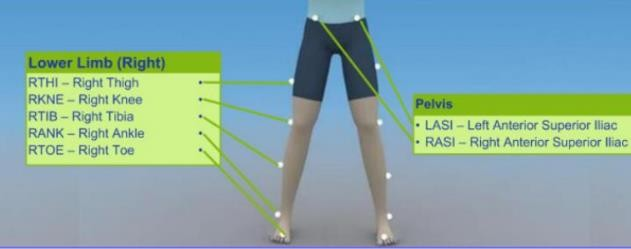 Lower Limb (Right)
RTHI – Right Thigh
RKNE – Right Knee
RTIB – Right Tibia
RANK – Right Ankle
RTOE – Right Toe
Pelvis
• LASI – Left Anterior Superior Iliac
• RASI – Right Anterior Superior Iliac